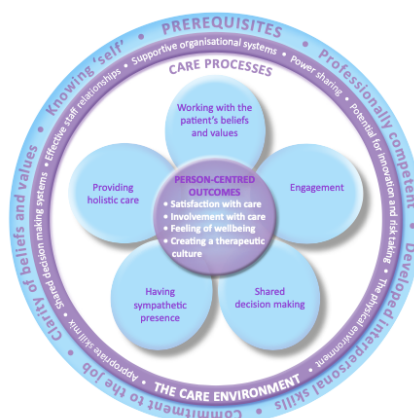 PREREQUISITES • Professionally competent • Developed interpersonal skills • Commitment to the job • Clarity of beliefs and values • Knowing ‘self’ •
THE CARE ENVIRONMENT • Appropriate skill mix • Shared decision making systems • Effective staff relationships • Supportive organisational systems • Power sharing • Potential for innovation and risk taking • The physical environment •
CARE PROCESSES
Working with the
patient’s beliefs
and values
Providing
holistic care
PERSON-CENTRED
OUTCOMES
• Satisfaction with care
• Involvement with care
• Feeling of wellbeing
• Creating a therapeutic
culture
Engagement
Having
sympathetic
presence
Shared
decision making